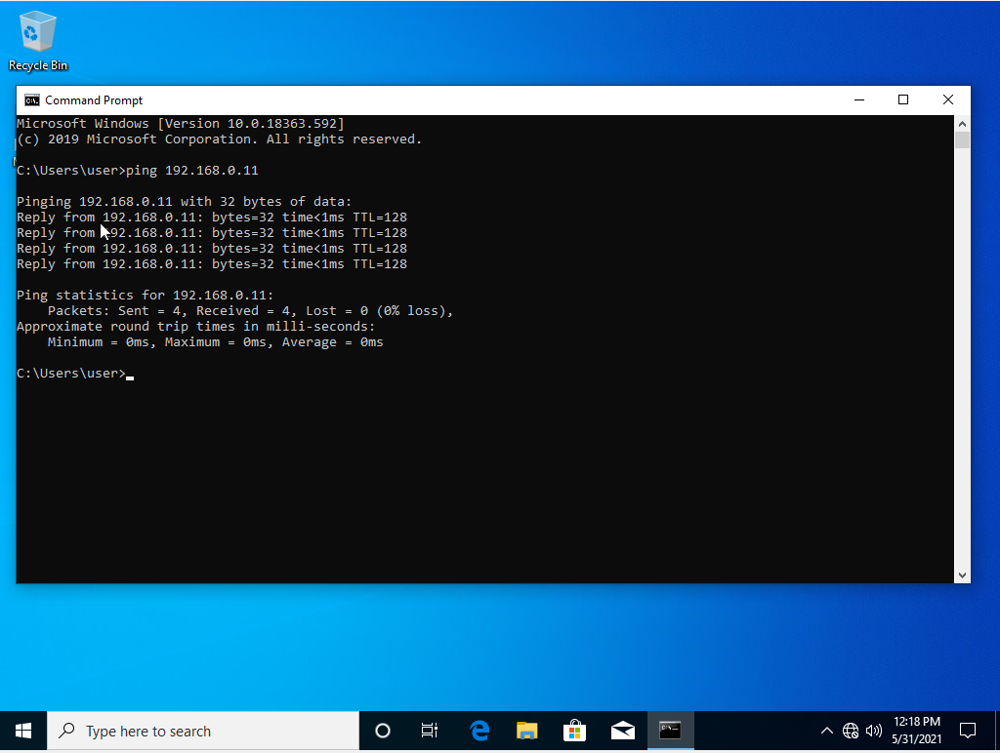 Recycle Bin
Command Prompt
Microsoft Windows [Version 10.0.18363.592]
(c) 2019 Microsoft Corporation. All rights reserved.
C:\Users\user>ping 192.168.0.11
Pinging 192.168.0.11 with 32 bytes of data:
Reply from 192.168.0.11: bytes=32 time<1ms TTL=128
Reply from 192.168.0.11: bytes=32 time<1ms TTL=128
Reply from 192.168.0.11: bytes=32 time<1ms TTL=128
Reply from 192.168.0.11: bytes=32 time<1ms TTL=128
Ping statistics for 192.168.0.11:
    Packets: Sent = 4, Received = 4, Lost = 0 (0% loss),
Approximate round trip times in milli-seconds:
    Minimum = 0ms, Maximum = 0ms, Average = 0ms
C:\Users\user>
Type here to search
12:18 PM
5/31/2021